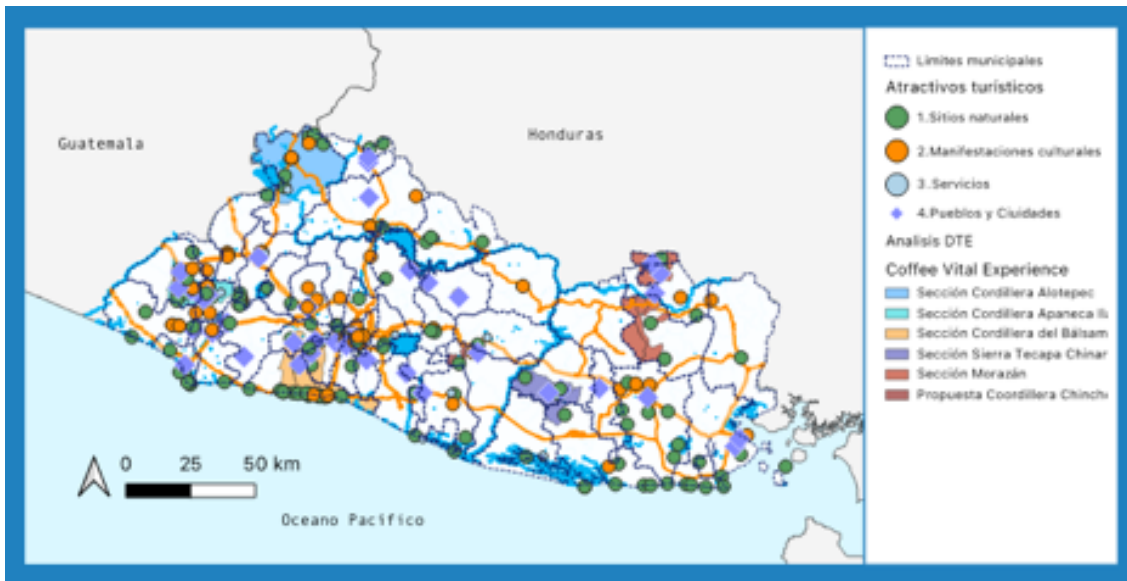 Guatemala
Honduras
0 25 50 km
Oceano Pacífico
Limites municipales
Atractivos turísticos
1.Sitios naturales
2.Manifestaciones culturales
3.Servicios
4.Pueblos y Ciuidades
Analisis DTE
Coffee Vital Experience
Sección Cordillera Alotepec
Sección Cordillera Apaneca Ila
Sección Cordillera del Bálsam
Sección Sierra Tecapa Chinar
Sección Morazán
Propuesta Coordillera Chinche